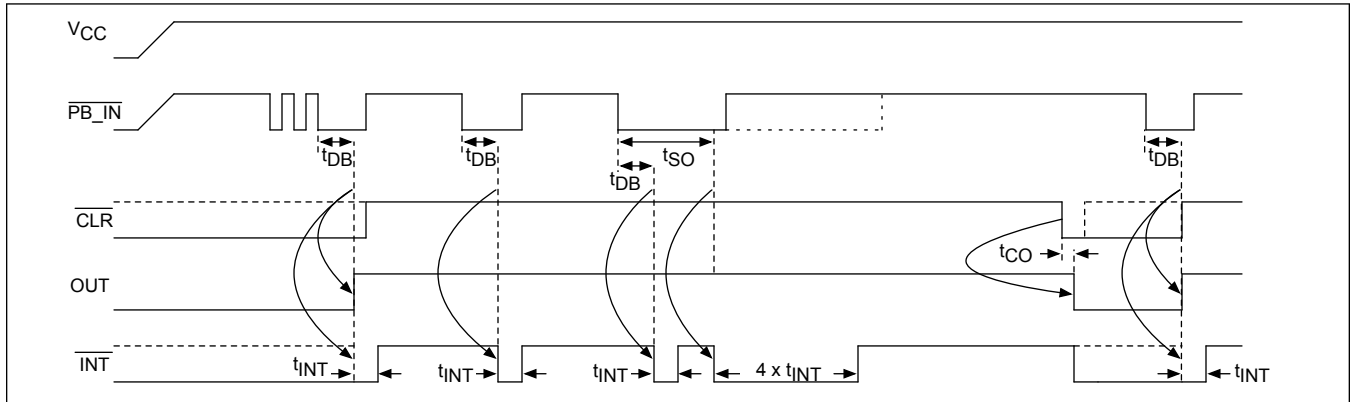 VCC
PB_IN
tDB
tDB
tSO
tDB
tDB
CLR
tCO
OUT
INT
tINT
tINT
tINT
4 x tINT
tINT